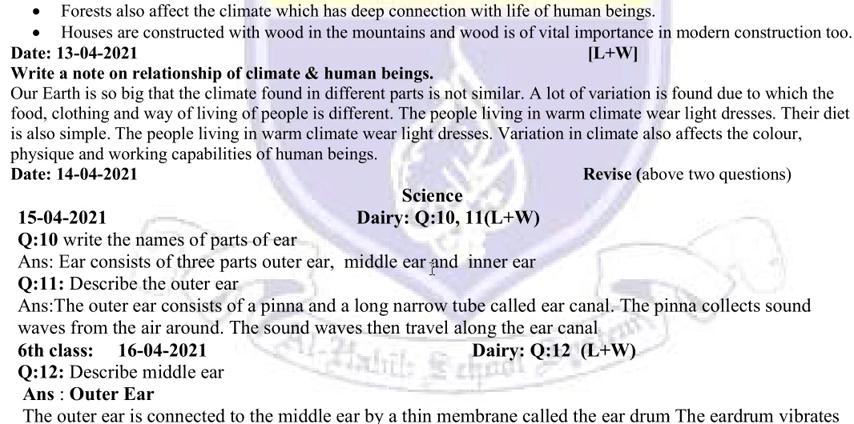 • Forests also affect the climate which has deep connection with life of human beings.
• Houses are constructed with wood in the mountains and wood is of vital importance in modern construction too.
Date: 13-04-2021 [L+W]
Write a note on relationship of climate & human beings.
Our Earth is so big that the climate found in different parts is not similar. A lot of variation is found due to which the
food, clothing and way of living of people is different. The people living in warm climate wear light dresses. Their diet
is also simple. The people living in warm climate wear light dresses. Variation in climate also affects the colour,
physique and working capabilities of human beings.
Date: 14-04-2021 Revise (above two questions)
Science
15-04-2021 Dairy: Q:10, 11(L+W)
Q:10 write the names of parts of ear
Ans: Ear consists of three parts outer ear, middle ear and inner ear
Q:11: Describe the outer ear
Ans:The outer ear consists of a pinna and a long narrow tube called ear canal. The pinna collects sound
waves from the air around. The sound waves then travel along the ear canal
6th class: 16-04-2021 Dairy: Q:12 (L+W)
Q:12: Describe middle ear
Ans : Outer Ear
The outer ear is connected to the middle ear by a thin membrane called the ear drum The eardrum vibrates
Al-Habib School System